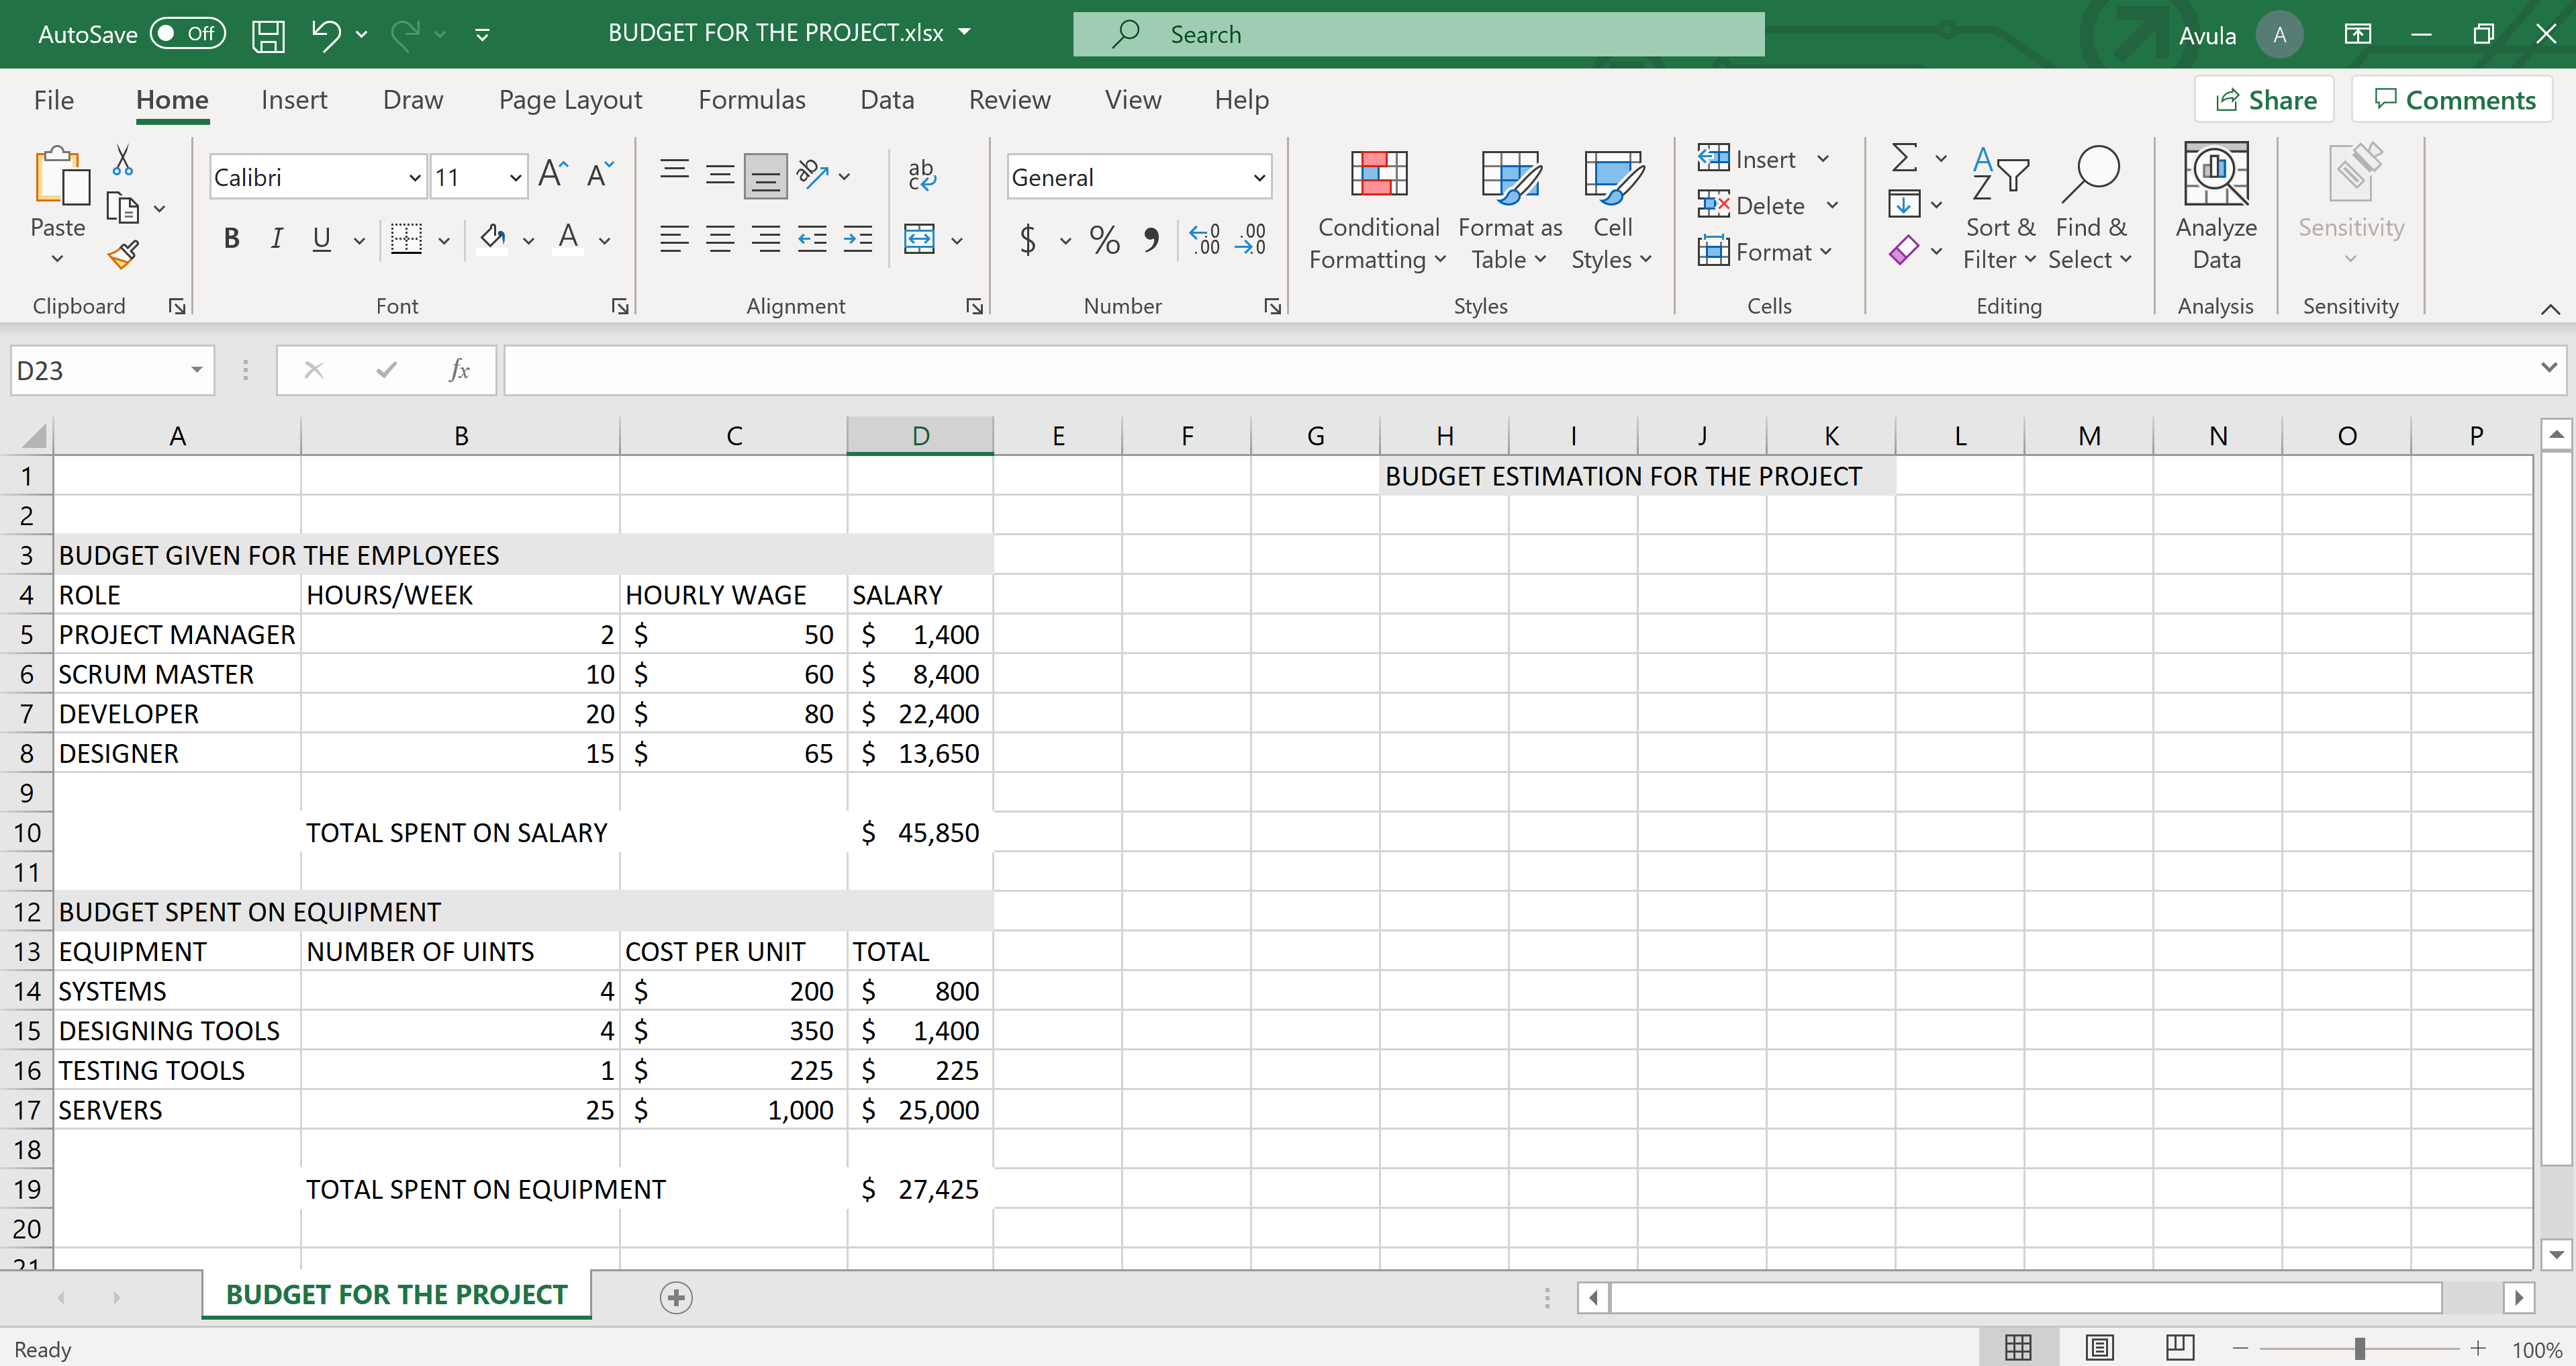 AutoSave Off BUDGET FOR THE PROJECT.xlsx Search Avula A
File Home Insert Draw Page Layout Formulas Data Review View Help Share Comments
Paste
Clipboard
Calibri 11
B I U A
Font
ab
c
Alignment
General
$ % , .00 .00
Number
Conditional Formatting
Format as Table
Cell Styles
Styles
Insert
Delete
Format
Cells
Sort & Filter
Find & Select
Editing
Analyze Data
Analysis
Sensitivity
Sensitivity
D23 fx
A B C D E F G H I J K L M N O P
1 BUDGET ESTIMATION FOR THE PROJECT
2
3 BUDGET GIVEN FOR THE EMPLOYEES
4 ROLE HOURS/WEEK HOURLY WAGE SALARY
5 PROJECT MANAGER 2 $ 50 $ 1,400
6 SCRUM MASTER 10 $ 60 $ 8,400
7 DEVELOPER 20 $ 80 $ 22,400
8 DESIGNER 15 $ 65 $ 13,650
9
10 TOTAL SPENT ON SALARY $ 45,850
11
12 BUDGET SPENT ON EQUIPMENT
13 EQUIPMENT NUMBER OF UINTS COST PER UNIT TOTAL
14 SYSTEMS 4 $ 200 $ 800
15 DESIGNING TOOLS 4 $ 350 $ 1,400
16 TESTING TOOLS 1 $ 225 $ 225
17 SERVERS 25 $ 1,000 $ 25,000
18
19 TOTAL SPENT ON EQUIPMENT $ 27,425
20
21
BUDGET FOR THE PROJECT
Ready 100%